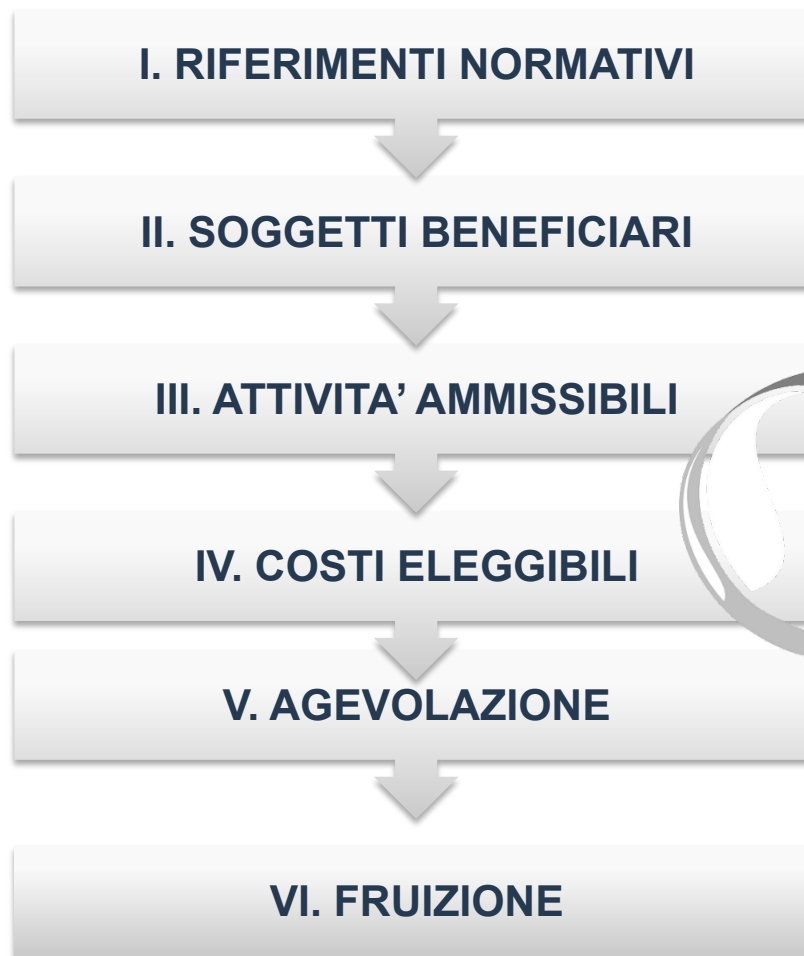 I. RIFERIMENTI NORMATIVI
II. SOGGETTI BENEFICIARI
III. ATTIVITA’ AMMISSIBILI
IV. COSTI ELEGGIBILI
V. AGEVOLAZIONE
VI. FRUIZIONE